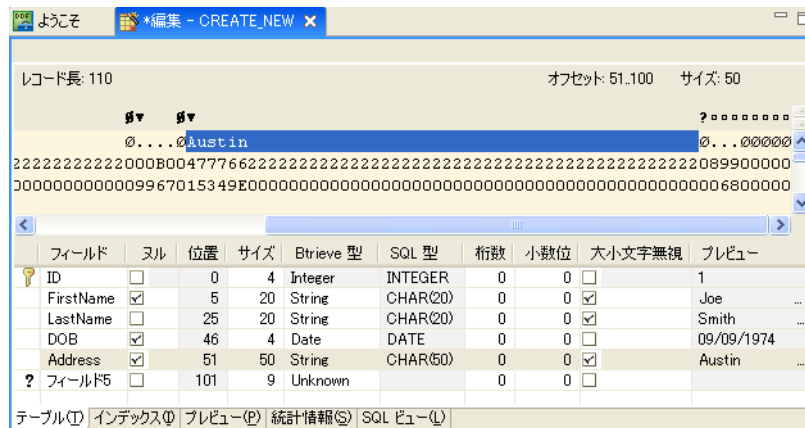 ようこそ *編集 - CREATE_NEW
レコード長: 110 オフセット: 51..100 サイズ: 50
Ø....ØAustin Ø...ØØØØØ
フィールド ヌル 位置 サイズ Btrieve 型 SQL 型 桁数 小数位 大小文字無視 プレビュー
ID 0 4 Integer INTEGER 0 0 1
FirstName 5 20 String CHAR(20) 0 0 Joe ...
LastName 25 20 String CHAR(20) 0 0 Smith ...
DOB 46 4 Date DATE 0 0 09/09/1974
Address 51 50 String CHAR(50) 0 0 Austin ...
? フィールド5 101 9 Unknown 0 0
テーブル(T) インデックス(I) プレビュー(P) 統計情報(S) SQL ビュー(L)